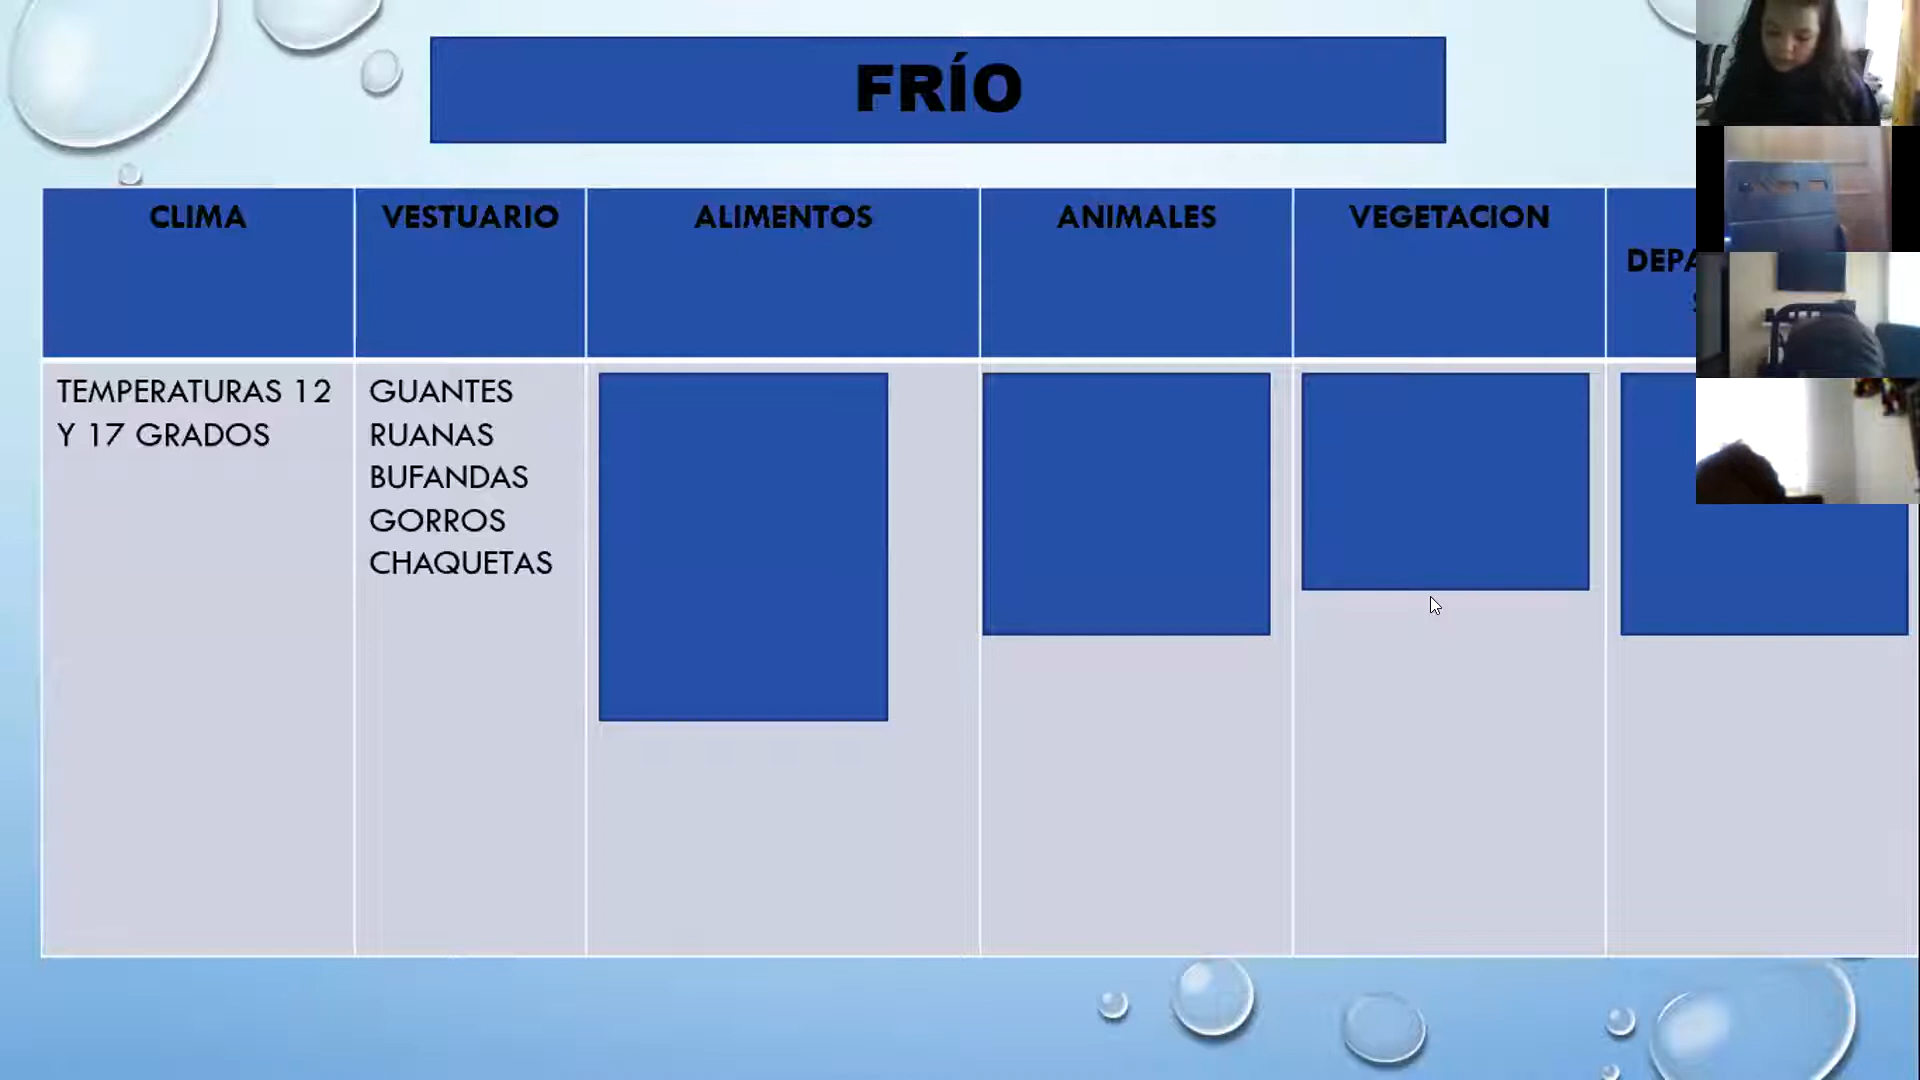 FRÍO
CLIMA
VESTUARIO
ALIMENTOS
ANIMALES
VEGETACION
TEMPERATURAS 12
Y 17 GRADOS
GUANTES
RUANAS
BUFANDAS
GORROS
CHAQUETAS